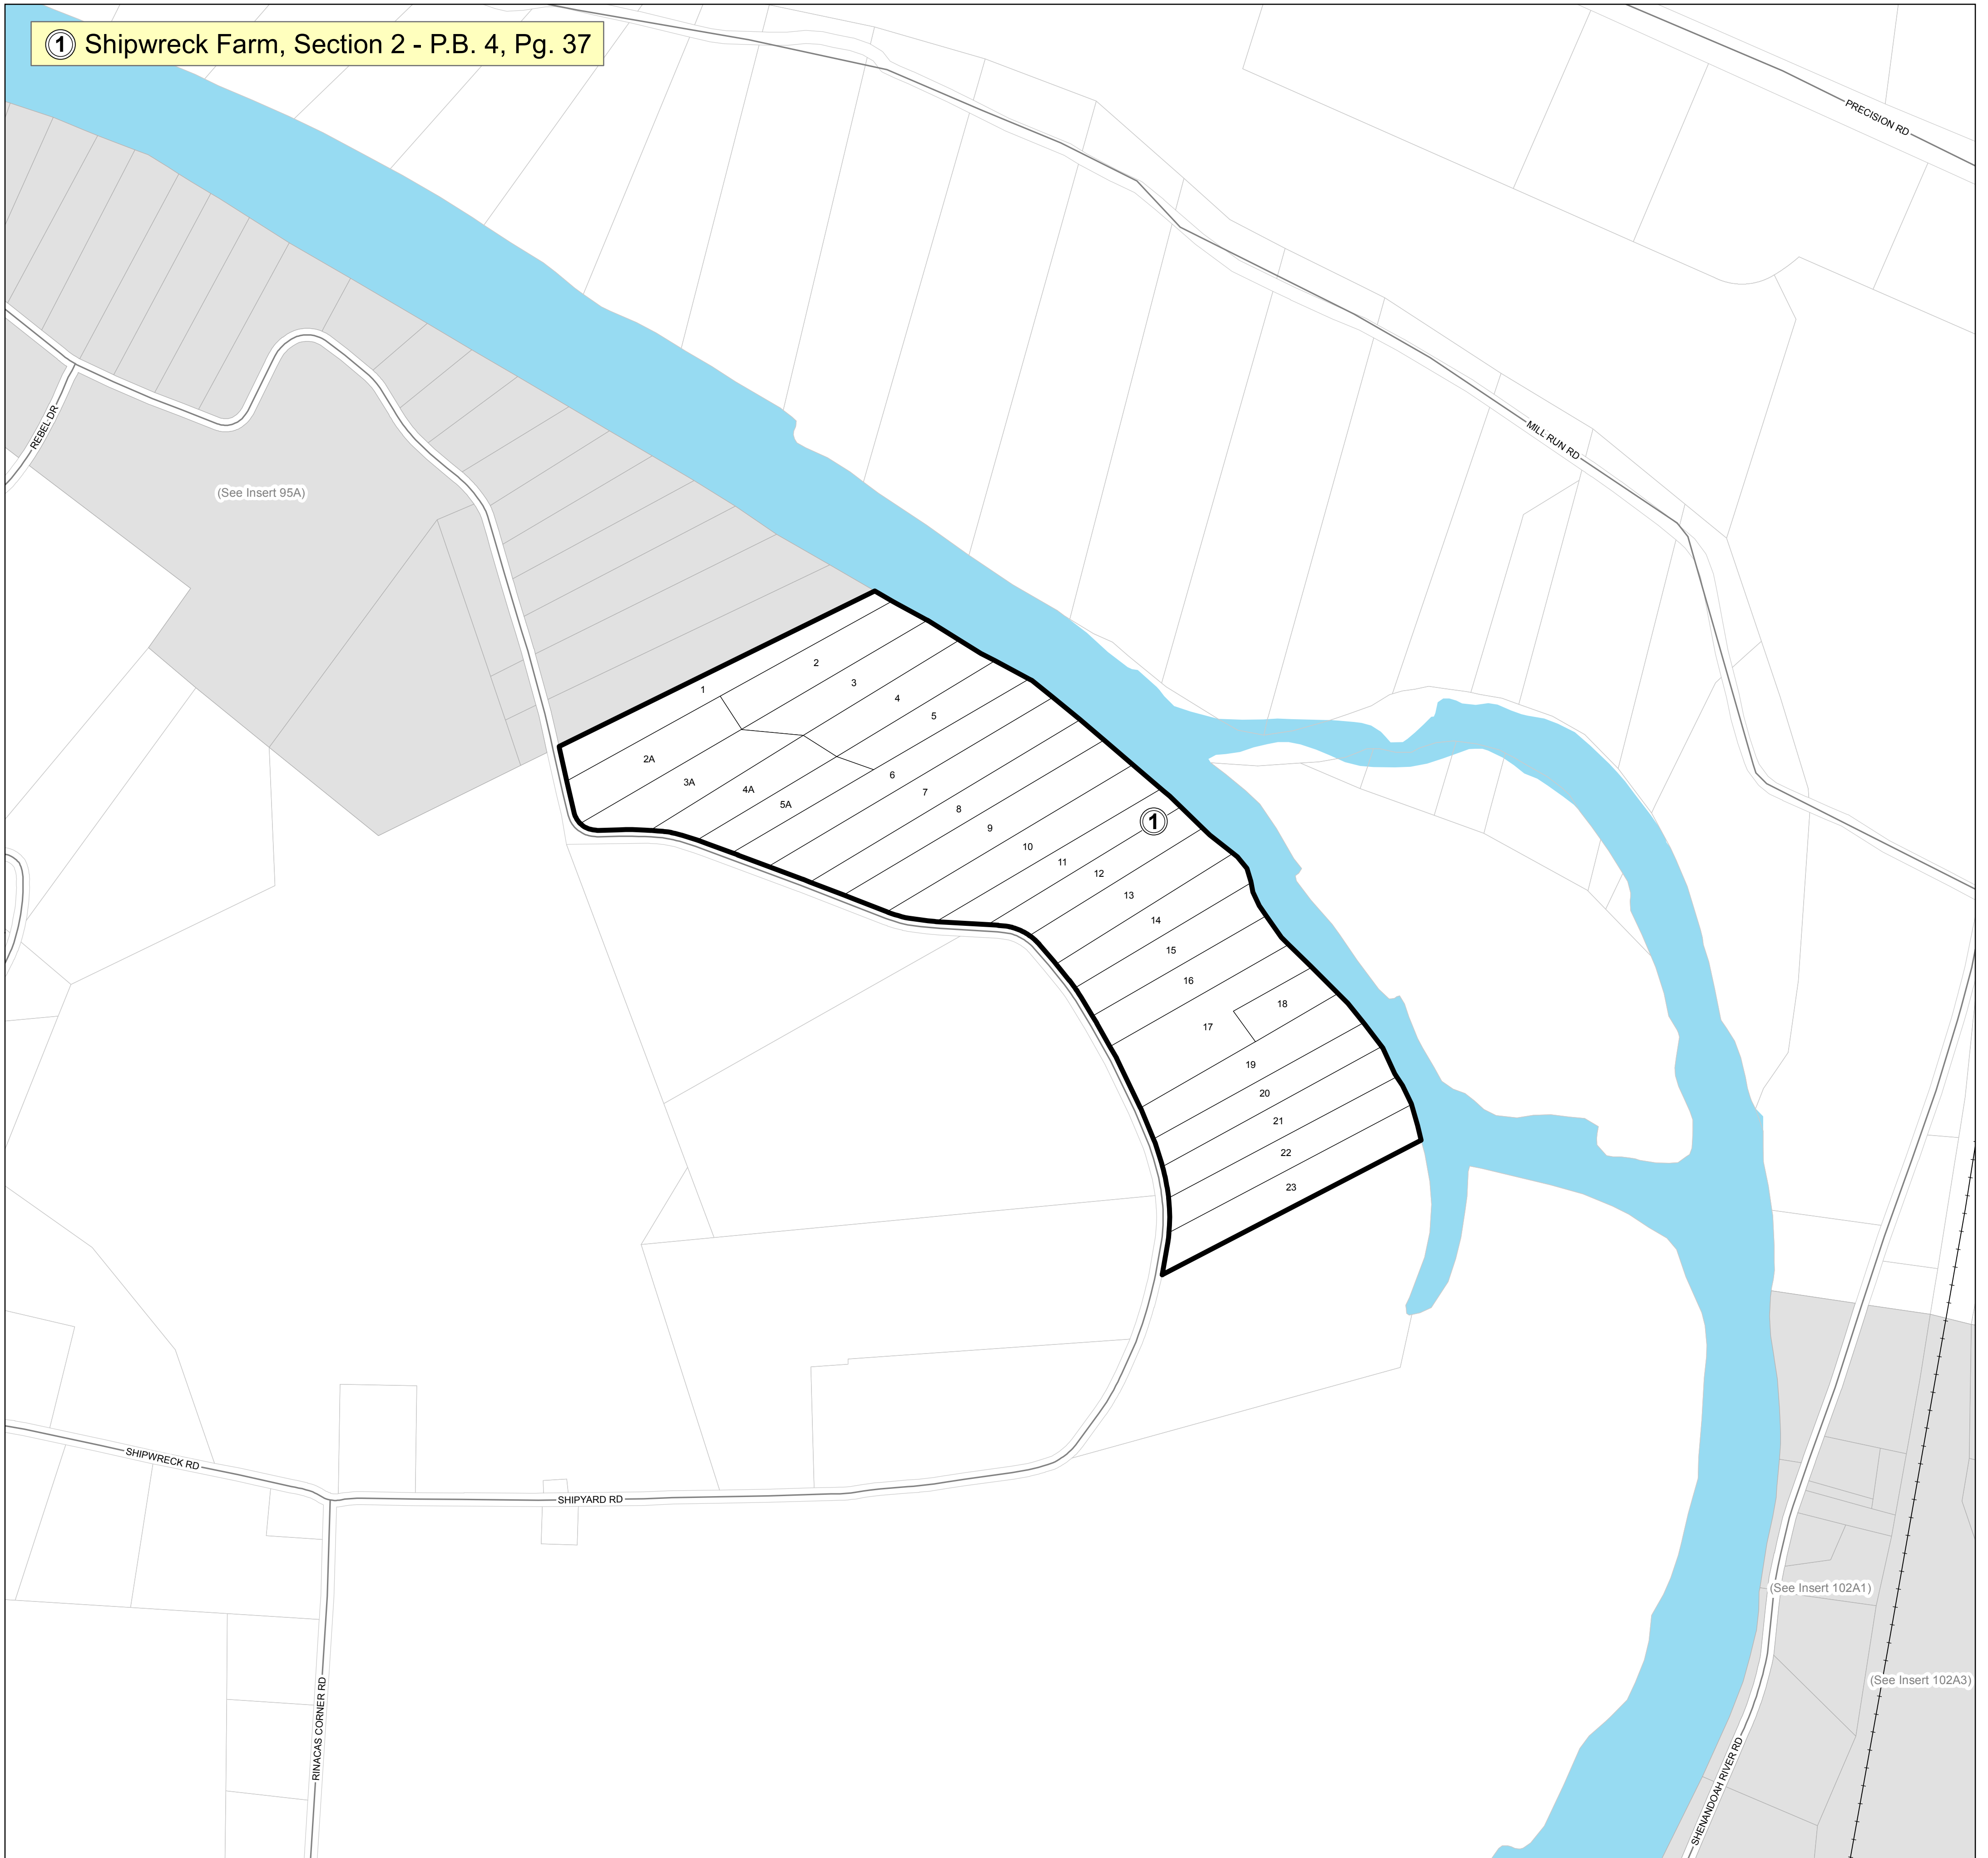 1 Shipwreck Farm, Section 2 - P.B. 4, Pg. 37
PRECISION RD
REBEL DR
MILL RUN RD
(See Insert 95A)
2
1
3
4
5
2A
3A
4A
5A
6
7
8
9
10
11
1
12
13
14
15
16
17
18
19
20
21
22
23
SHIPWRECK RD
SHIPYARD RD
RINACAS CORNER RD
(See Insert 102A1)
(See Insert 102A3)
SHENANDOAH RIVER RD